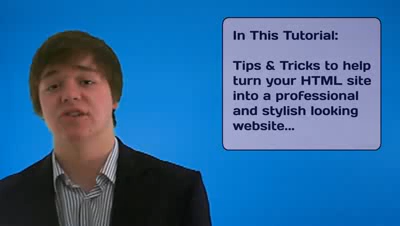 In This Tutorial:
Tips & Tricks to help
turn your HTML site
into a professional
and stylish looking
website...